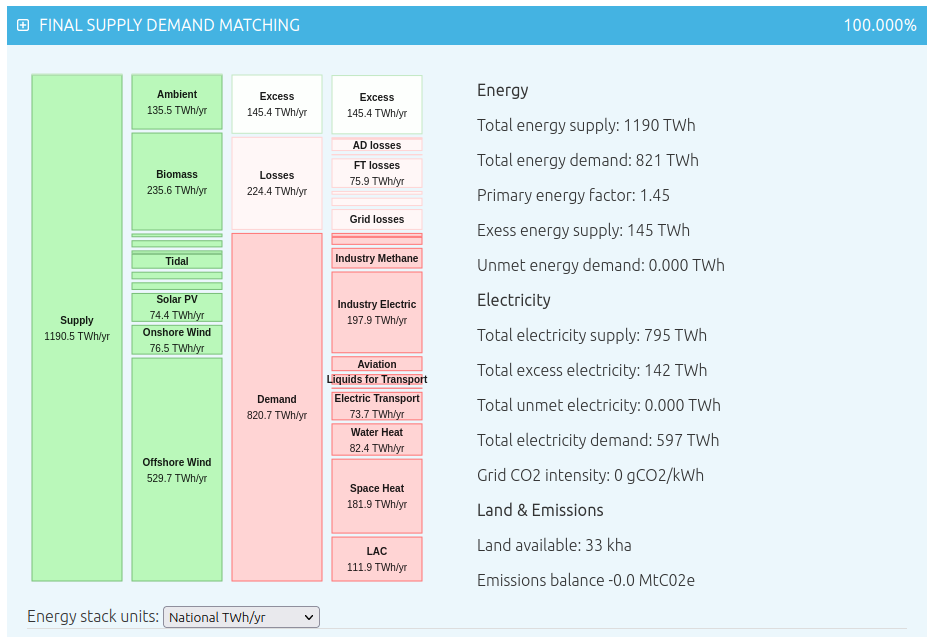 FINAL SUPPLY DEMAND MATCHING
100.000%
Supply
1190.5 TWh/yr
Ambient
135.5 TWh/yr
Biomass
235.6 TWh/yr
Tidal
Solar PV
74.4 TWh/yr
Onshore Wind
76.5 TWh/yr
Offshore Wind
529.7 TWh/yr
Excess
145.4 TWh/yr
Losses
224.4 TWh/yr
Demand
820.7 TWh/yr
Excess
145.4 TWh/yr
AD losses
FT losses
75.9 TWh/yr
Grid losses
Industry Methane
Industry Electric
197.9 TWh/yr
Aviation
Liquids for Transport
Electric Transport
73.7 TWh/yr
Water Heat
82.4 TWh/yr
Space Heat
181.9 TWh/yr
LAC
111.9 TWh/yr
Energy
Total energy supply: 1190 TWh
Total energy demand: 821 TWh
Primary energy factor: 1.45
Exess energy supply: 145 TWh
Unmet energy demand: 0.000 TWh
Electricity
Total electricity supply: 795 TWh
Total excess electricity: 142 TWh
Total unmet electricity: 0.000 TWh
Total electricity demand: 597 TWh
Grid CO2 intensity: 0 gCO2/kWh
Land & Emissions
Land available: 33 kha
Emissions balance -0.0 MtC02e
Energy stack units: National TWh/yr